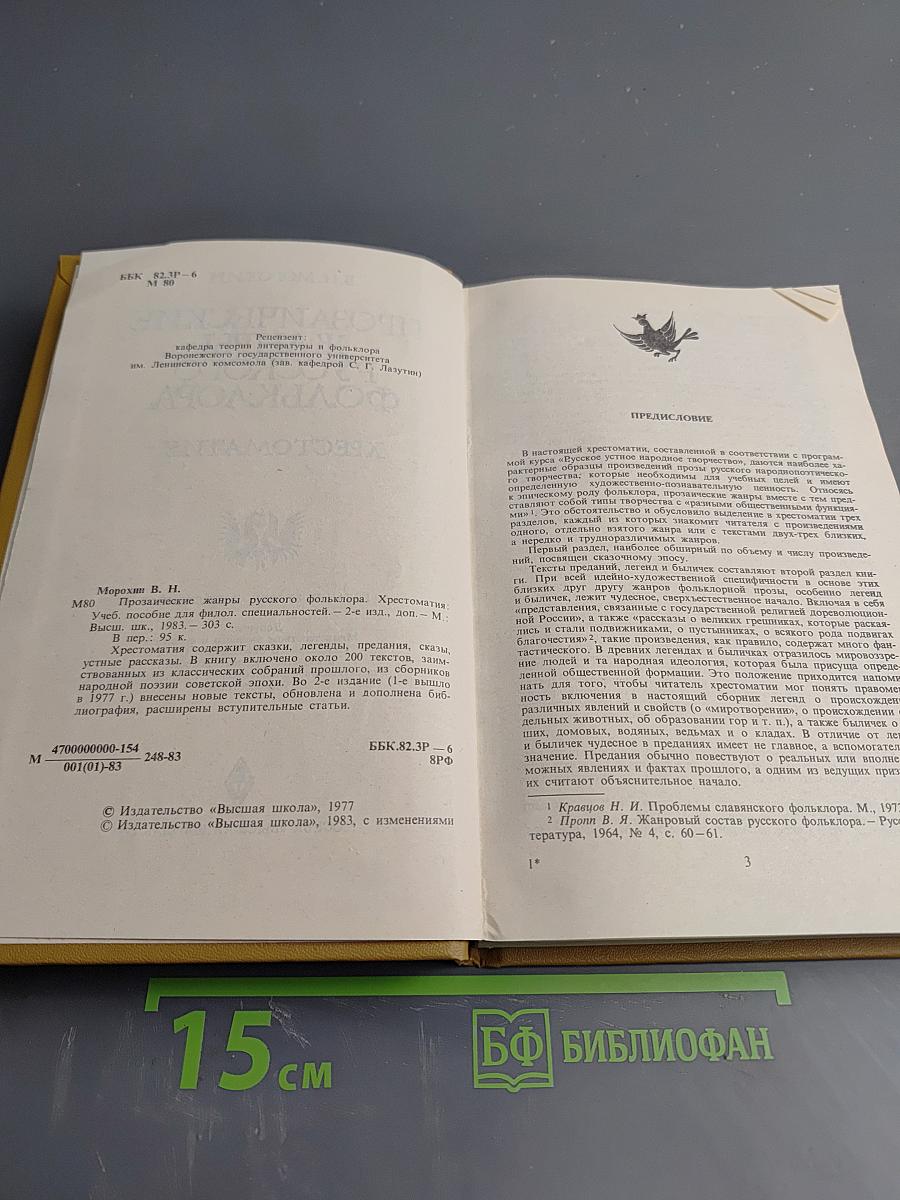 ББК 82.3Р—6
М 80
Рецензент:
кафедра теории литературы и фольклора
Воронежского государственного университета
им. Ленинского комсомола (зав. кафедрой С. Г. Лазутин)
Морохин В. Н.
М80 Прозаические жанры русского фольклора. Хрестоматия:
Учеб. пособие для филол. специальностей.— 2-е изд., доп.— М.:
Высш. шк., 1983.— 303 с.
В пер.: 95 к.
Хрестоматия содержит сказки, легенды, предания, сказы,
устные рассказы. В книгу включено около 200 текстов, заим-
ствованных из классических собраний прошлого, из сборников
народной поэзии советской эпохи. Во 2-е издание (1-е вышло
в 1977 г.) внесены новые тексты, обновлена и дополнена биб-
лиография, расширены вступительные статьи.
М 4700000000-154 / 001(01)-83 248-83
ББК.82.3Р—6
8РФ
© Издательство «Высшая школа», 1977
© Издательство «Высшая школа», 1983, с изменениями
ПРЕДИСЛОВИЕ
В настоящей хрестоматии, составленной в соответствии с програм-
мой курса «Русское устное народное творчество», даются наиболее ха-
рактерные образцы произведений прозы русского народнопоэтическо-
го творчества, которые необходимы для учебных целей и имеют
определенную художественно-познавательную ценность. Относясь
к эпическому роду фольклора, прозаические жанры вместе с тем пред-
ставляют собой типы творчества с «разными общественными функция-
ми»¹. Это обстоятельство и обусловило выделение в хрестоматии трех
разделов, каждый из которых знакомит читателя с произведениями
одного, отдельно взятого жанра или с текстами двух-трех близких,
а нередко и трудноразличимых жанров.
Первый раздел, наиболее обширный по объему и числу произведе-
ний, посвящен сказочному эпосу.
Тексты преданий, легенд и быличек составляют второй раздел кни-
ги. При всей идейно-художественной специфичности в основе этих
близких друг другу жанров фольклорной прозы, особенно легенд
и быличек, лежит чудесное, сверхъестественное начало. Включая в себя
«представления, связанные с государственной религией дореволюцион-
ной России», а также «рассказы о великих грешниках, которые раская-
лись и стали подвижниками, о пустынниках, о всякого рода подвигах
благочестия»², такие произведения, как правило, содержат много фан-
тастического. В древних легендах и быличках отразилось мировоззре-
ние людей и та народная идеология, которая была присуща опреде-
ленной общественной формации. Это положение приходится напоми
нать для того, чтобы читатель хрестоматии мог понять правомер
ность включения в настоящий сборник легенд о происхожден
различных явлений и свойств (о «миротворении», о происхождении
дельных животных, об образовании гор и т. п.), а также быличек о
ших, домовых, водяных, ведьмах и о кладах. В отличие от лег
и быличек чудесное в преданиях имеет не главное, а вспомогател
значение. Предания обычно повествуют о реальных или вполне
можных явлениях и фактах прошлого, а одним из ведущих приз
их считают объяснительное начало.
1 Кравцов Н. И. Проблемы славянского фольклора. М., 1977
2 Пропп В. Я. Жанровый состав русского фольклора.— Русс
тература, 1964, № 4, с. 60—61.
1*
3
15 см
БФ БИБЛИОФАН